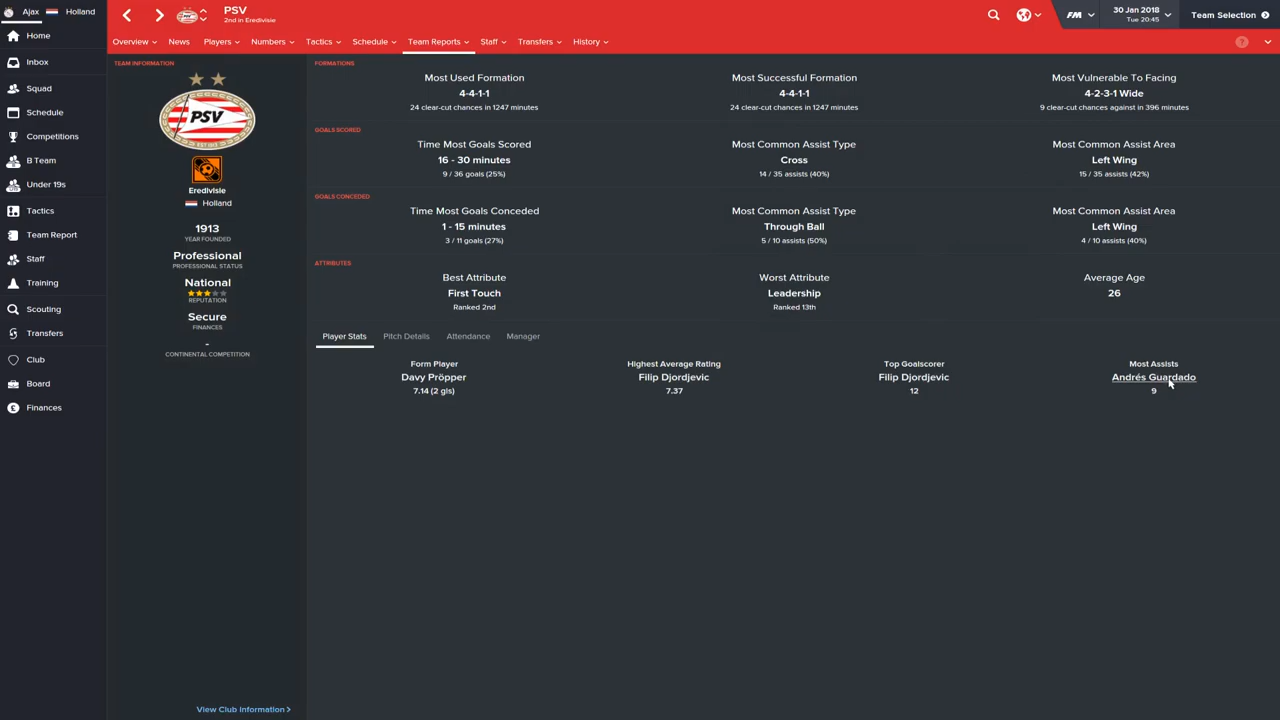 Ajax Holland
PSV
2nd in Eredivisie
FM
30 Jan 2018
Tue 20:45
Team Selection
Overview News Players Numbers Tactics Schedule Team Reports Staff Transfers History ?
Home
Inbox
Squad
Schedule
Competitions
B Team
Under 19s
Tactics
Team Report
Staff
Training
Scouting
Transfers
Club
Board
Finances
TEAM INFORMATION
PSV
EST 1913
Eredivisie
Holland
1913
YEAR FOUNDED
Professional
PROFESSIONAL STATUS
National
REPUTATION
Secure
FINANCES
-
CONTINENTAL COMPETITION
View Club Information >
FORMATIONS
Most Used Formation Most Successful Formation Most Vulnerable To Facing
4-4-1-1 4-4-1-1 4-2-3-1 Wide
24 clear-cut chances in 1247 minutes 24 clear-cut chances in 1247 minutes 9 clear-cut chances against in 396 minutes
GOALS SCORED
Time Most Goals Scored Most Common Assist Type Most Common Assist Area
16 - 30 minutes Cross Left Wing
9 / 36 goals (25%) 14 / 35 assists (40%) 15 / 35 assists (42%)
GOALS CONCEDED
Time Most Goals Conceded Most Common Assist Type Most Common Assist Area
1 - 15 minutes Through Ball Left Wing
3 / 11 goals (27%) 5 / 10 assists (50%) 4 / 10 assists (40%)
ATTRIBUTES
Best Attribute Worst Attribute Average Age
First Touch Leadership 26
Ranked 2nd Ranked 13th
Player Stats Pitch Details Attendance Manager
Form Player Highest Average Rating Top Goalscorer Most Assists
Davy Pröpper Filip Djordjevic Filip Djordjevic Andrés Guardado
7.14 (2 gls) 7.37 12 9